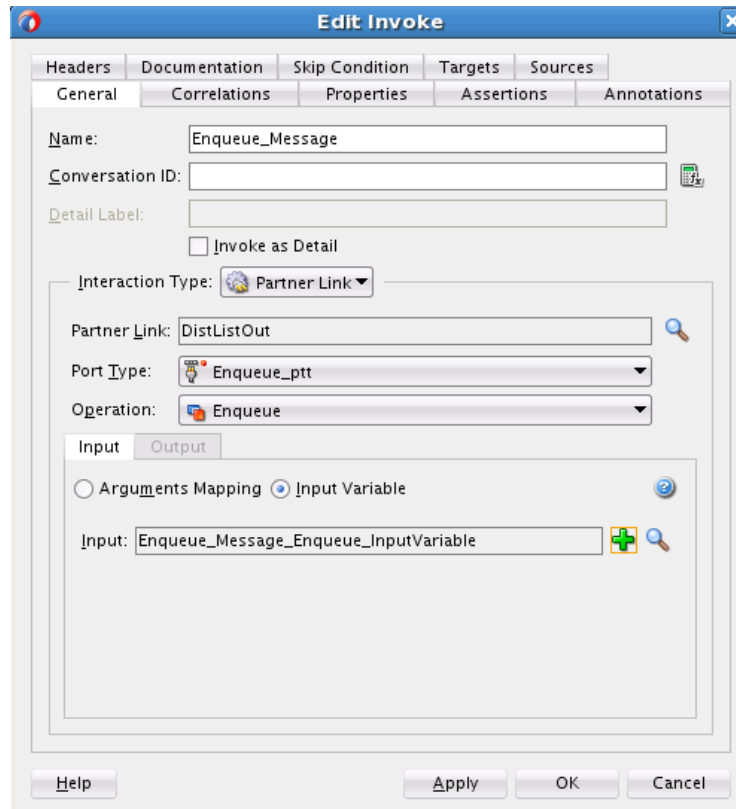 Edit Invoke
Headers Documentation Skip Condition Targets Sources
General Correlations Properties Assertions Annotations
Name: Enqueue_Message
Conversation ID:
Detail Label:
Invoke as Detail
Interaction Type: Partner Link
Partner Link: DistListOut
Port Type: Enqueue_ptt
Operation: Enqueue
Input Output
Arguments Mapping Input Variable
Input: Enqueue_Message_Enqueue_InputVariable
Help Apply OK Cancel